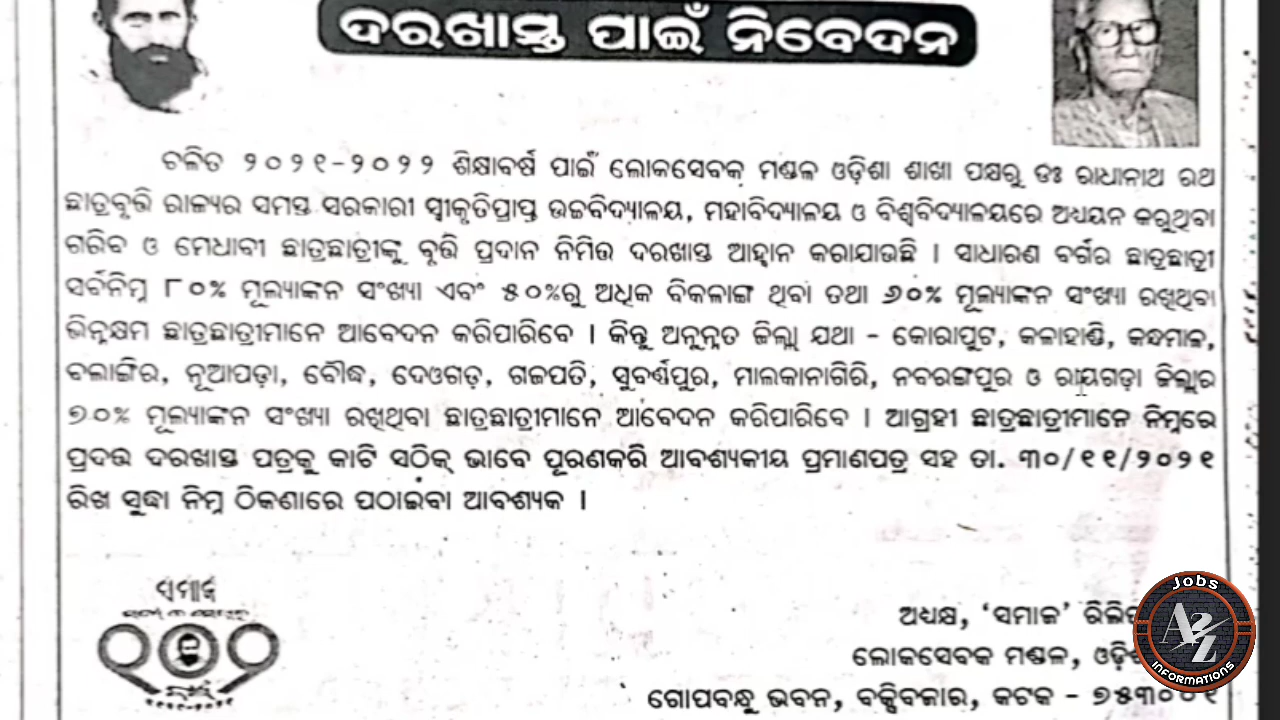 ଦରଖାସ୍ତ ପାଇଁ ନିବେଦନ
ଚଳିତ ୨୦୨୧-୨୦୨୨ ଶିକ୍ଷାବର୍ଷ ପାଇଁ ଲୋକସେବକ ମଣ୍ଡଳ ଓଡ଼ିଶା ଶାଖା ପକ୍ଷରୁ ଡଃ ରାଧାନାଥ ରଥ
ଛାତ୍ରବୃତ୍ତି ରାଜ୍ୟର ସମସ୍ତ ସରକାରୀ ସ୍ୱୀକୃତିପ୍ରାପ୍ତ ଉଚ୍ଚବିଦ୍ୟାଳୟ, ମହାବିଦ୍ୟାଳୟ ଓ ବିଶ୍ୱବିଦ୍ୟାଳୟରେ ଅଧ୍ୟୟନ କରୁଥିବା
ଗରିବ ଓ ମେଧାବୀ ଛାତ୍ରଛାତ୍ରୀଙ୍କୁ ବୃତ୍ତି ପ୍ରଦାନ ନିମିତ୍ତ ଦରଖାସ୍ତ ଆହ୍ୱାନ କରାଯାଉଛି । ସାଧାରଣ ବର୍ଗର ଛାତ୍ରଛାତ୍ରୀ
ସର୍ବନିମ୍ନ ୮୦% ମୂଲ୍ୟାଙ୍କନ ସଂଖ୍ୟା ଏବଂ ୫୦%ରୁ ଅଧିକ ବିକଳାଙ୍ଗ ଥିବା ତଥା ୬୦% ମୂଲ୍ୟାଙ୍କନ ସଂଖ୍ୟା ରଖିଥିବା
ଭିନ୍ନକ୍ଷମ ଛାତ୍ରଛାତ୍ରୀମାନେ ଆବେଦନ କରିପାରିବେ । କିନ୍ତୁ ଅନୁନ୍ନତ ଜିଲ୍ଲା ଯଥା - କୋରାପୁଟ, କଳାହାଣ୍ଡି, କନ୍ଧମାଳ,
ବଲାଙ୍ଗିର, ନୂଆପଡ଼ା, ବୌଦ୍ଧ, ଦେଓଗଡ଼, ଗଜପତି, ସୁବର୍ଣ୍ଣପୁର, ମାଲକାନାଗିରି, ନବରଙ୍ଗପୁର ଓ ରାୟଗଡ଼ା ଜିଲ୍ଲାର
୭୦% ମୂଲ୍ୟାଙ୍କନ ସଂଖ୍ୟା ରଖିଥିବା ଛାତ୍ରଛାତ୍ରୀମାନେ ଆବେଦନ କରିପାରିବେ । ଆଗ୍ରହୀ ଛାତ୍ରଛାତ୍ରୀମାନେ ନିମ୍ନରେ
ପ୍ରଦତ୍ତ ଦରଖାସ୍ତ ପତ୍ରକୁ କାଟି ସଠିକ୍ ଭାବେ ପୂରଣକରି ଆବଶ୍ୟକୀୟ ପ୍ରମାଣପତ୍ର ସହ ତା. ୩୦/୧୧/୨୦୨୧
ରିଖ ସୁଦ୍ଧା ନିମ୍ନ ଠିକଣାରେ ପଠାଇବା ଆବଶ୍ୟକ ।
ସମାଜ
ଅଧ୍ୟକ୍ଷ, ‘ସମାଜ’
ଲୋକସେବକ ମଣ୍ଡଳ,
ଗୋପବନ୍ଧୁ ଭବନ, ବକ୍ସିବଜାର, କଟକ - ୭୫୩୦୦୧
Jobs
A2Z
INFORMATIONS